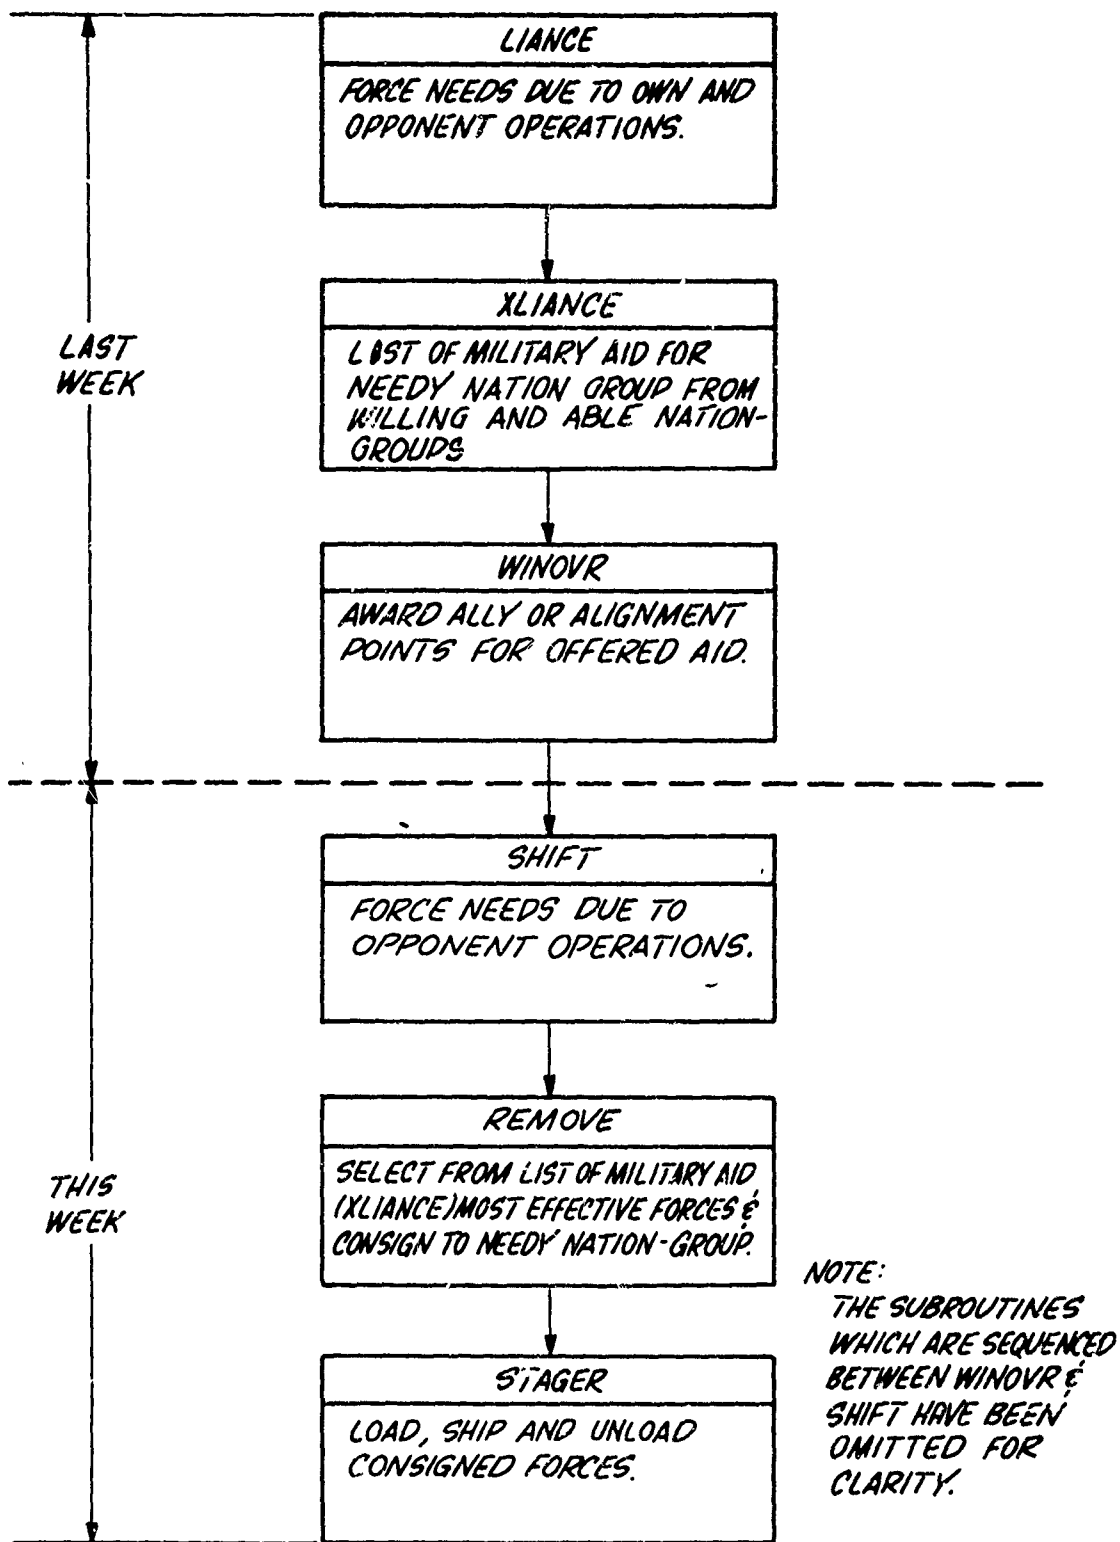 LIANCE
FORCE NEEDS DUE TO OWN AND
OPPONENT OPERATIONS.
XLIANCE
LIST OF MILITARY AID FOR
NEEDY NATION GROUP FROM
WILLING AND ABLE NATION-
GROUPS
LAST
WEEK
WINOVR
AWARD ALLY OR ALIGNMENT
POINTS FOR OFFERED AID.
SHIFT
FORCE NEEDS DUE TO
OPPONENT OPERATIONS.
REMOVE
SELECT FROM LIST OF MILITARY AID
(XLIANCE) MOST EFFECTIVE FORCES &
CONSIGN TO NEEDY NATION-GROUP.
THIS
WEEK
STAGER
LOAD, SHIP AND UNLOAD
CONSIGNED FORCES.
NOTE:
THE SUBROUTINES
WHICH ARE SEQUENCED
BETWEEN WINOVR &
SHIFT HAVE BEEN
OMITTED FOR
CLARITY.